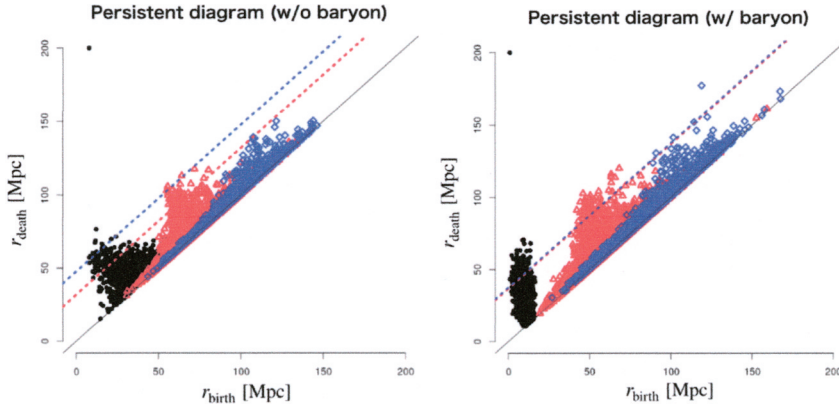 Persistent diagram (w/o baryon)
200
150
100
50
0
r_death [Mpc]
0 50 100 150 200
r_birth [Mpc]
Persistent diagram (w/ baryon)
200
150
100
50
0
r_death [Mpc]
0 50 100 150 200
r_birth [Mpc]